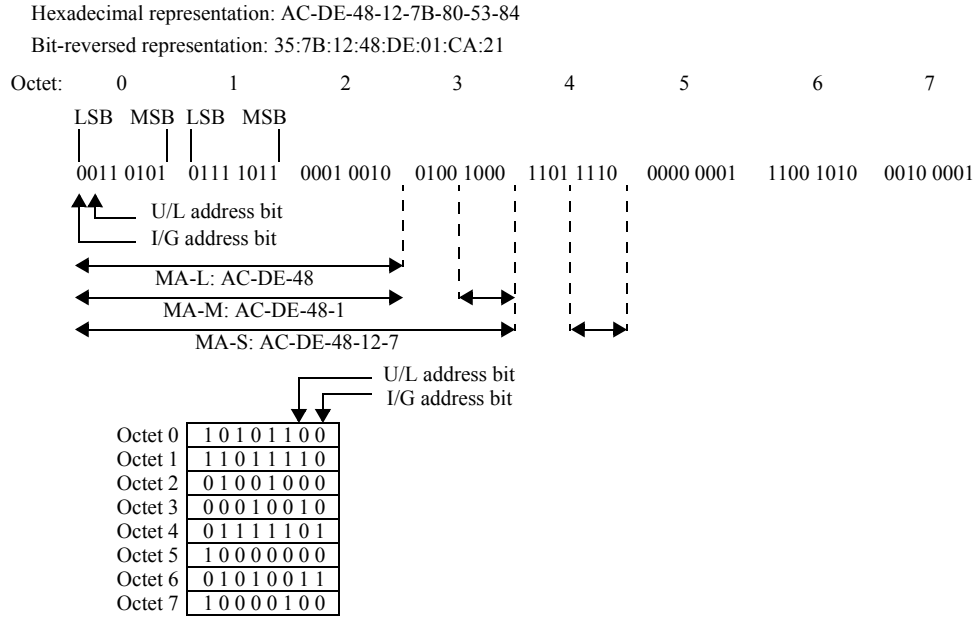 Hexadecimal representation: AC-DE-48-12-7B-80-53-84
Bit-reversed representation: 35:7B:12:48:DE:01:CA:21
Octet: 0 1 2 3 4 5 6 7
LSB MSB LSB MSB
0011 0101 0111 1011 0001 0010 0100 1000 1101 1110 0000 0001 1100 1010 0010 0001
U/L address bit
I/G address bit
MA-L: AC-DE-48
MA-M: AC-DE-48-1
MA-S: AC-DE-48-12-7
U/L address bit
I/G address bit
Octet 0 1 0 1 0 1 1 0 0
Octet 1 1 1 0 1 1 1 1 0
Octet 2 0 1 0 0 1 0 0 0
Octet 3 0 0 0 1 0 0 1 0
Octet 4 0 1 1 1 1 1 0 1
Octet 5 1 0 0 0 0 0 0 0
Octet 6 0 1 0 1 0 0 1 1
Octet 7 1 0 0 0 0 1 0 0